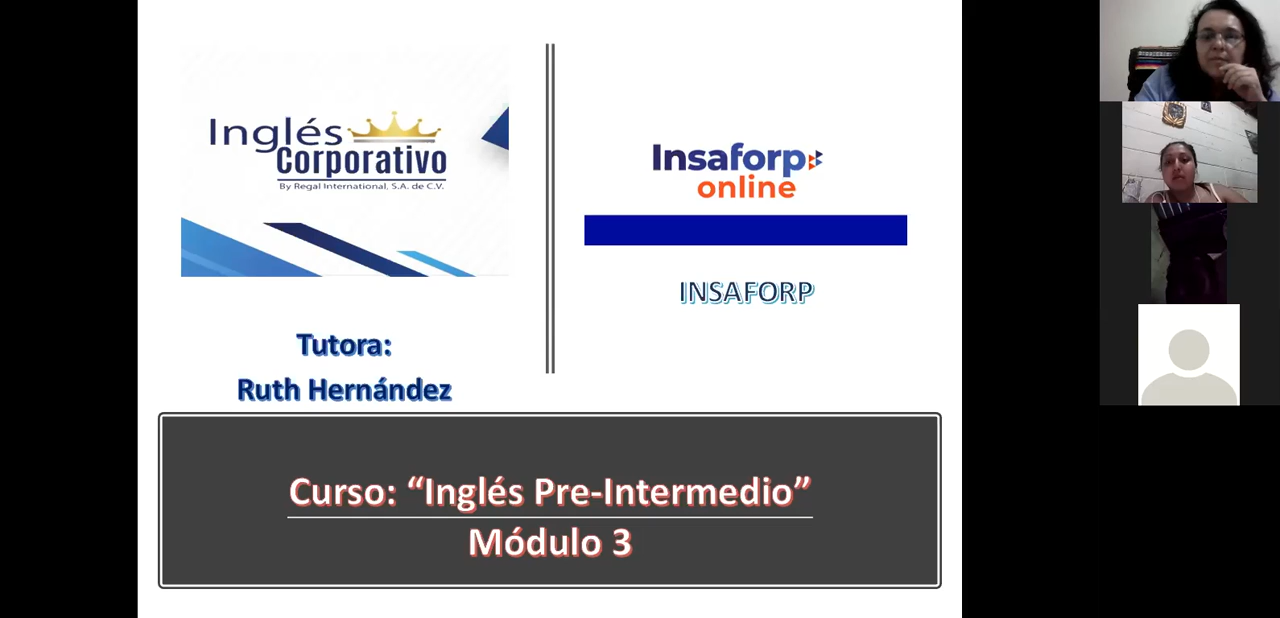 Inglés
Corporativo
By Regal International, S.A. de C.V.
Tutora:
Ruth Hernández
Insaforp
online
INSAFORP
Curso: “Inglés Pre-Intermedio”
Módulo 3